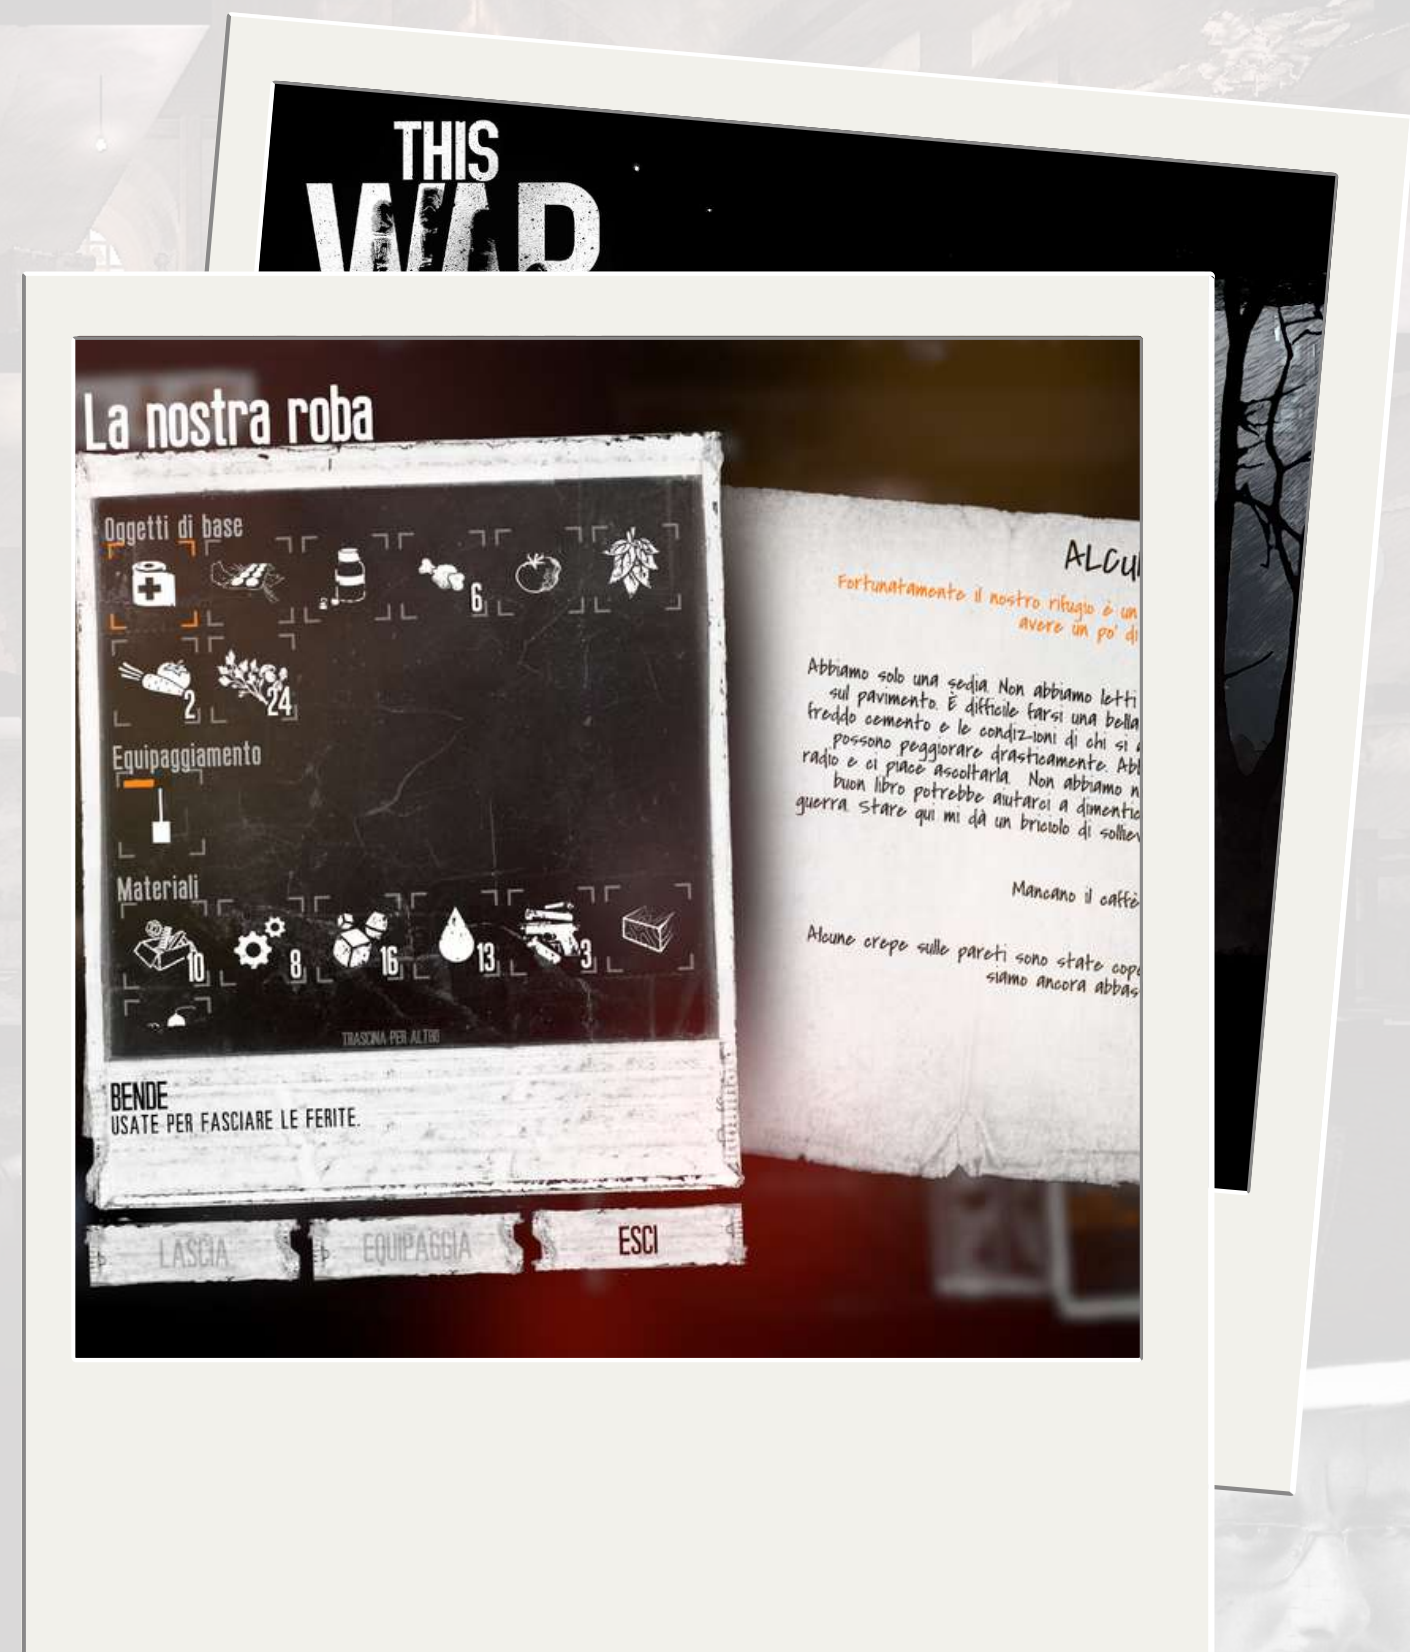 THIS
WAR
La nostra roba
Oggetti di base
6
2
24
Equipaggiamento
Materiali
10
8
16
13
3
TRASCINA PER ALTRO
BENDE
USATE PER FASCIARE LE FERITE.
LASCIA
EQUIPAGGIA
ESCI
Fortunatamente il nostro rifugio è un
avere un po' di
Abbiamo solo una sedia. Non abbiamo letti
sul pavimento. È difficile farsi una bella
freddo cemento e le condizioni di chi si
possono peggiorare drasticamente.
radio e ci piace ascoltarla. Non abbiamo
buon libro potrebbe aiutarci a
guerra. Stare qui mi dà un briciolo di
Mancano il caffè
Alcune crepe sulle pareti sono state
siamo ancora